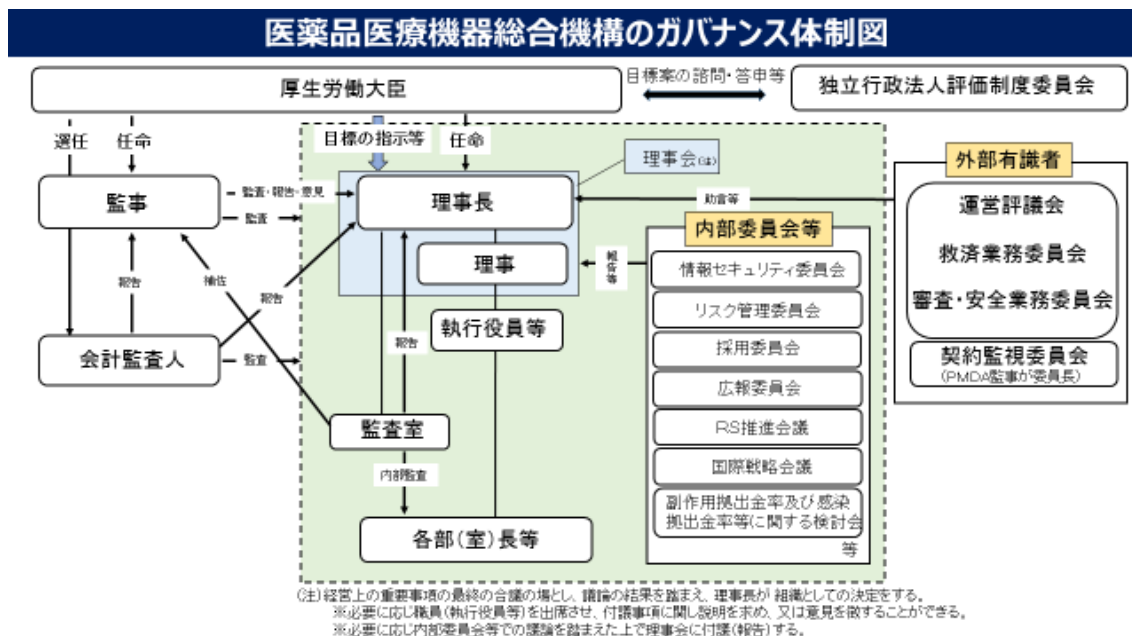 医薬品医療機器総合機構のガバナンス体制図
厚生労働大臣
目標案の諮問・答申等
独立行政法人評価制度委員会
選任
任命
目標の指示等
任命
理事会(注)
外部有識者
監事
監査・報告・意見
監査
理事長
助言等
運営評議会
救済業務委員会
審査・安全業務委員会
契約監視委員会
(PMDA監事が委員長)
内部委員会等
理事
報告等
情報セキュリティ委員会
リスク管理委員会
採用委員会
広報委員会
RS推進会議
国際戦略会議
副作用拠出金率及び感染
拠出金率等に関する検討会
等
報告
報告
補佐
執行役員等
報告
会計監査人
監査
監査室
内部監査
各部(室)長等
(注)経営上の重要事項の最終の合議の場とし、議論の結果を踏まえ、理事長が組織としての決定をする。
※必要に応じ職員(執行役員等)を出席させ、付議事項に関し説明を求め、又は意見を徴することができる。
※必要に応じ内部委員会等での議論を踏まえた上で理事会に付議(報告)する。